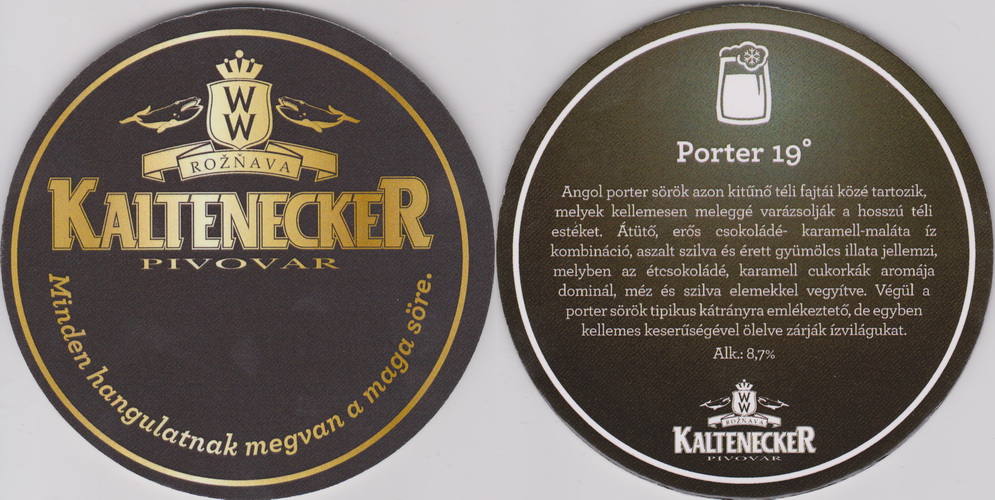 W
W
ROŽŇAVA
KALTENECKER
PIVOVAR
Minden hangulatnak megvan a maga söre.
Porter 19°
Angol porter sörök azon kitűnő téli fajtái közé tartozik,
melyek kellemesen meleggé varázsolják a hosszú téli
estéket. Átütő, erős csokoládé- karamell-maláta íz
kombináció, aszalt szilva és érett gyümölcs illata jellemzi,
melyben az étcsokoládé, karamell cukorkák aromája
dominál, méz és szilva elemekkel vegyítve. Végül a
porter sörök tipikus kátrányra emlékeztető, de egyben
kellemes keserűségével ölelve zárják ízvilágukat.
Alk.: 8,7%
W
W
ROŽŇAVA
KALTENECKER
PIVOVAR